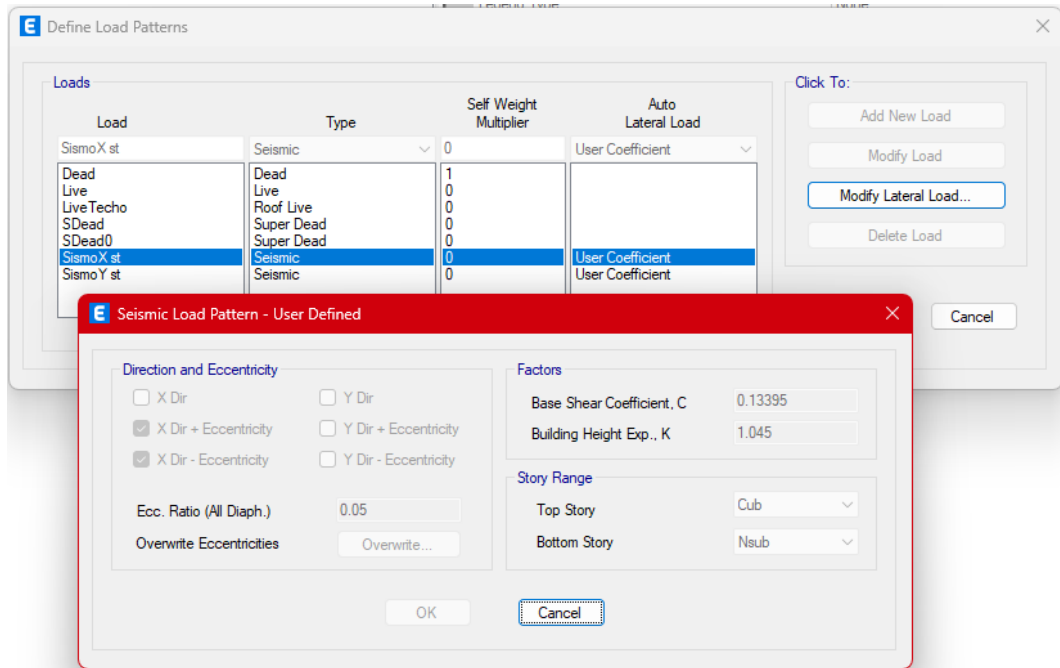 Legend Type
None
E Define Load Patterns
Loads
Click To:
Load Type Self Weight Multiplier Auto Lateral Load
SismoX st Seismic 0 User Coefficient
Dead Dead 1
Live Live 0
LiveTecho Roof Live 0
SDead Super Dead 0
SDead0 Super Dead 0
SismoX st Seismic 0 User Coefficient
SismoY st Seismic 0 User Coefficient
Add New Load
Modify Load
Modify Lateral Load...
Delete Load
Cancel
E Seismic Load Pattern - User Defined
Direction and Eccentricity
X Dir Y Dir
X Dir + Eccentricity Y Dir + Eccentricity
X Dir - Eccentricity Y Dir - Eccentricity
Ecc. Ratio (All Diaph.) 0.05
Overwrite Eccentricities Overwrite...
Factors
Base Shear Coefficient, C 0.13395
Building Height Exp., K 1.045
Story Range
Top Story Cub
Bottom Story Nsub
OK Cancel